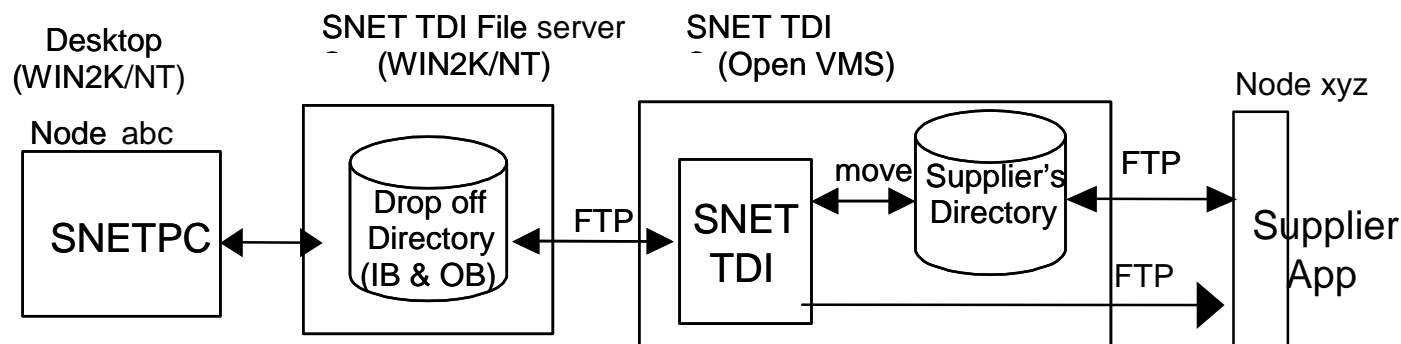 Desktop
(WIN2K/NT)
Node abc
SNETPC
SNET TDI File server
(WIN2K/NT)
Drop off
Directory
(IB & OB)
FTP
SNET TDI
(Open VMS)
SNET
TDI
move
Supplier's
Directory
FTP
FTP
Node xyz
Supplier
App